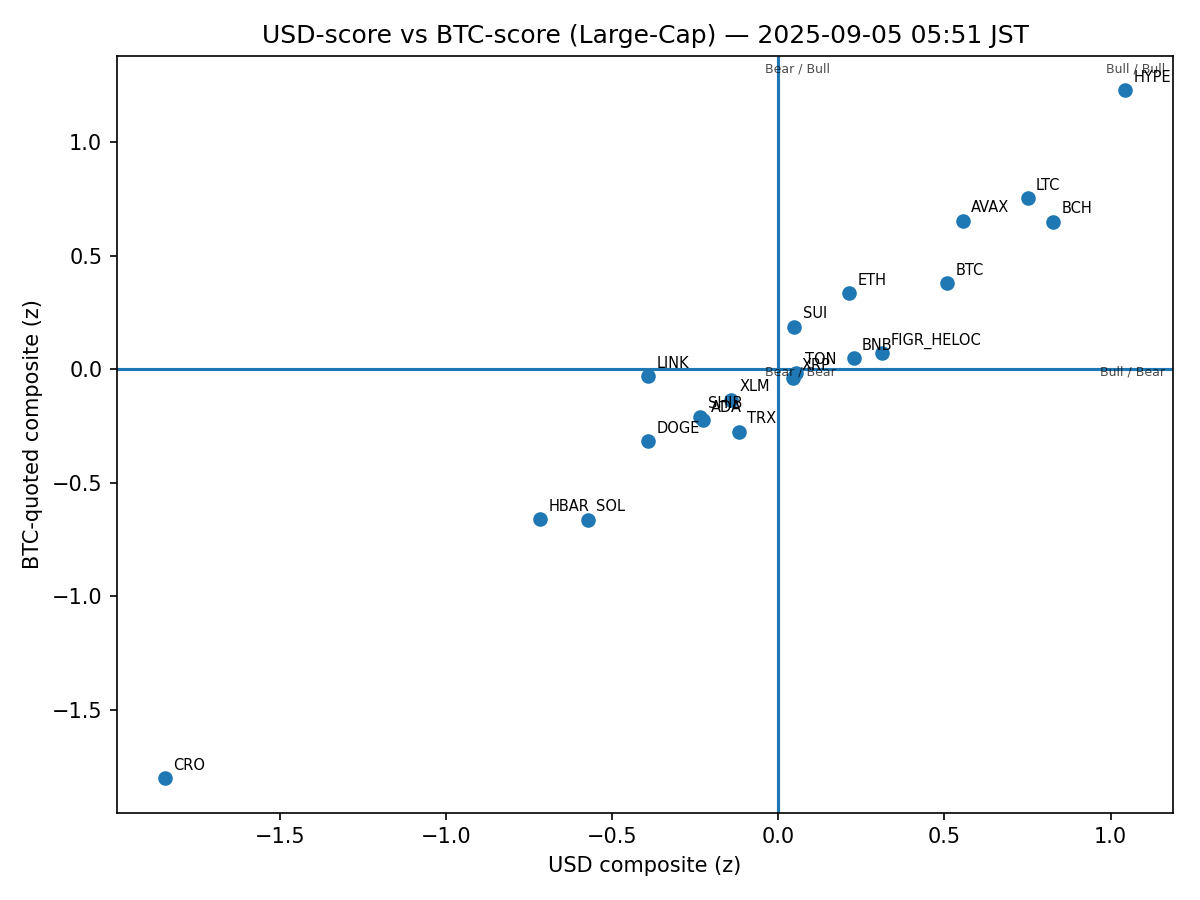 USD-score vs BTC-score (Large-Cap) — 2025-09-05 05:51 JST
Bear / Bull
Bull / Bull
HYPE
LTC
AVAX
BCH
BTC
ETH
SUI
FIGR_HELOC
BNB
TON
XRP
LINK
Bear / Bear
Bull / Bear
XLM
SHIB
ADA
TRX
DOGE
HBAR
SOL
CRO
1.0
0.5
0.0
−0.5
−1.0
−1.5
BTC-quoted composite (z)
−1.5
−1.0
−0.5
0.0
0.5
1.0
USD composite (z)